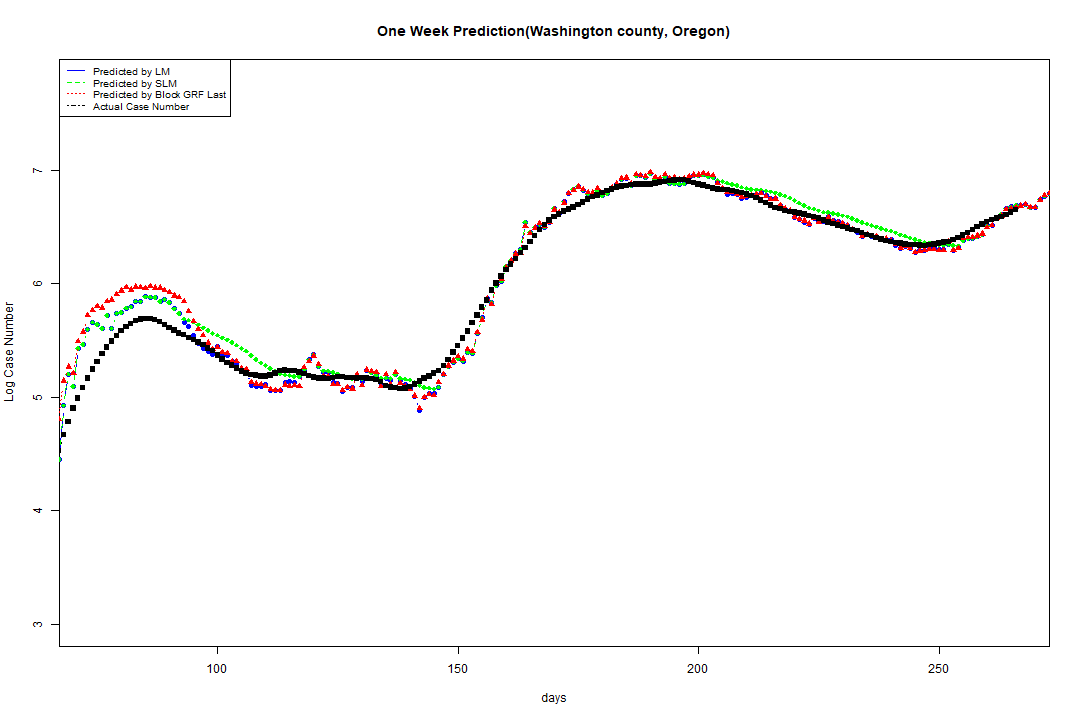 One Week Prediction(Washington county, Oregon)
Predicted by LM
Predicted by SLM
Predicted by Block GRF Last
Actual Case Number
7
6
5
4
3
Log Case Number
100 150 200 250
days